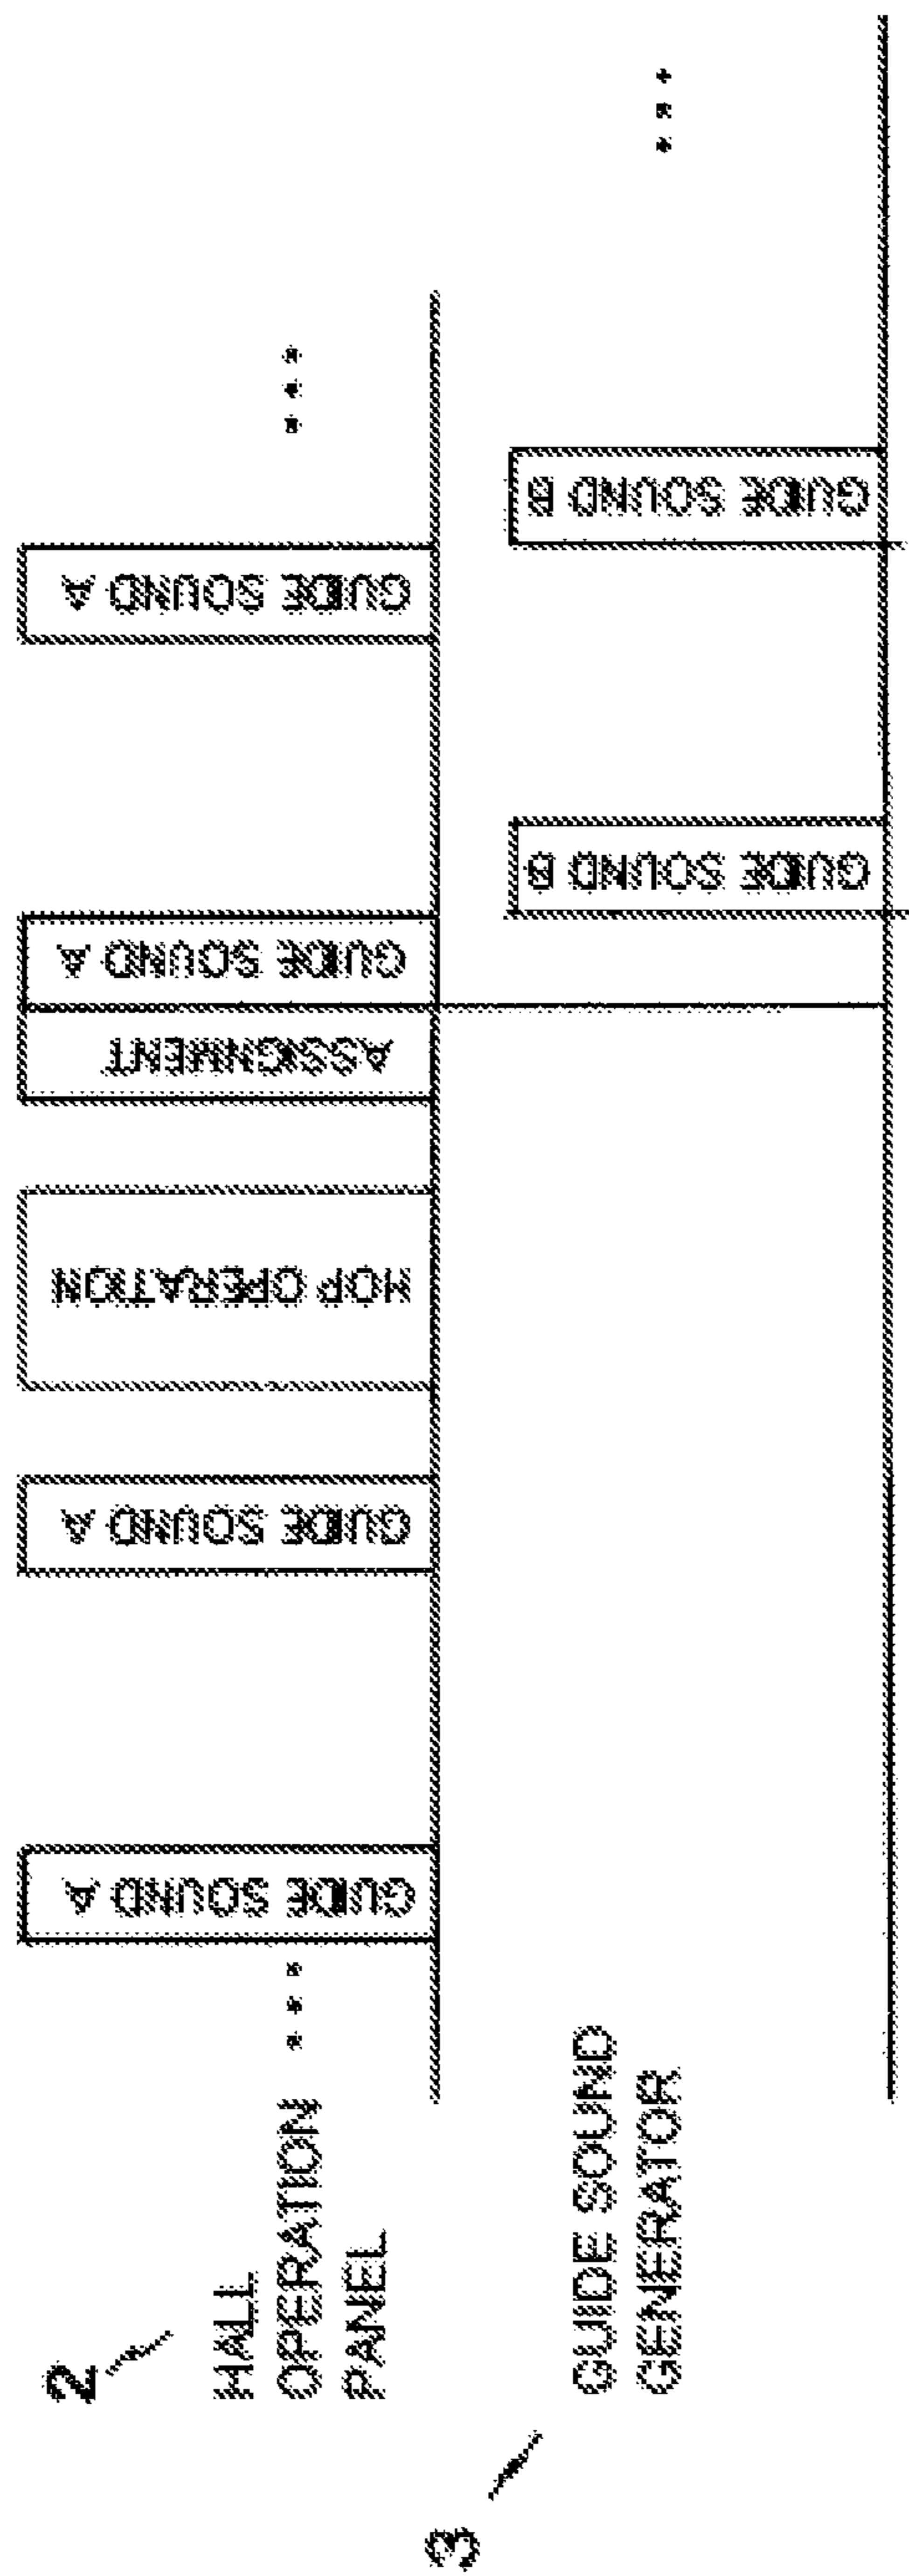 2
HALL
OPERATION
PANEL
GUIDE SOUND A
GUIDE SOUND A
HOP OPERATION
ASSIGNMENT
GUIDE SOUND A
GUIDE SOUND A
3
GUIDE SOUND
GENERATOR
GUIDE SOUND B
GUIDE SOUND B